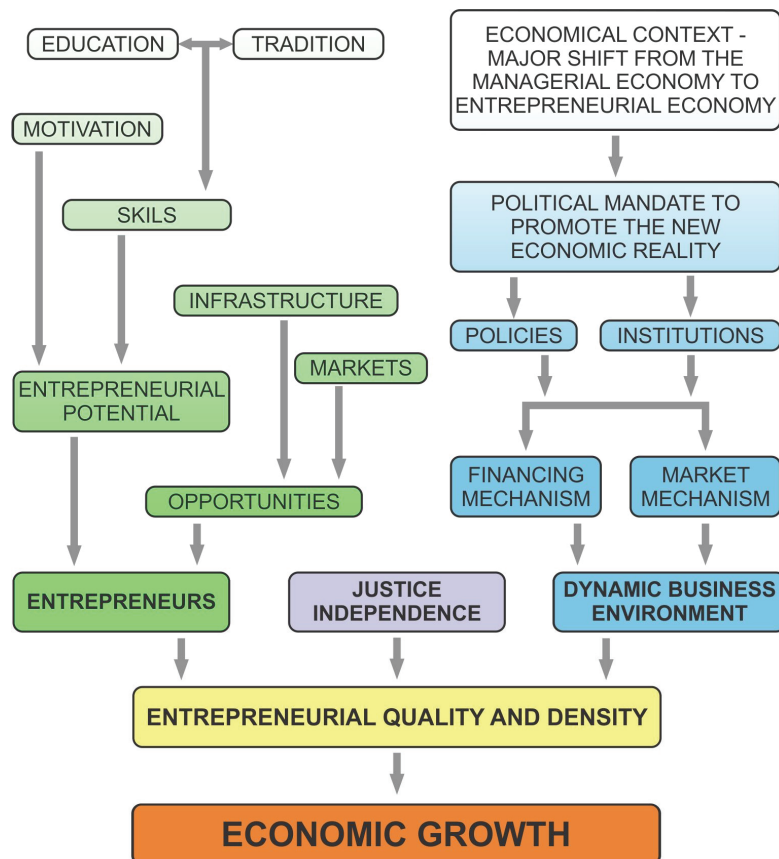 EDUCATION
TRADITION
ECONOMICAL CONTEXT -
MAJOR SHIFT FROM THE
MANAGERIAL ECONOMY TO
ENTREPRENEURIAL ECONOMY
MOTIVATION
SKILS
POLITICAL MANDATE TO
PROMOTE THE NEW
ECONOMIC REALITY
INFRASTRUCTURE
POLICIES
INSTITUTIONS
MARKETS
ENTREPRENEURIAL
POTENTIAL
FINANCING
MECHANISM
MARKET
MECHANISM
OPPORTUNITIES
ENTREPRENEURS
JUSTICE
INDEPENDENCE
DYNAMIC BUSINESS
ENVIRONMENT
ENTREPRENEURIAL QUALITY AND DENSITY
ECONOMIC GROWTH